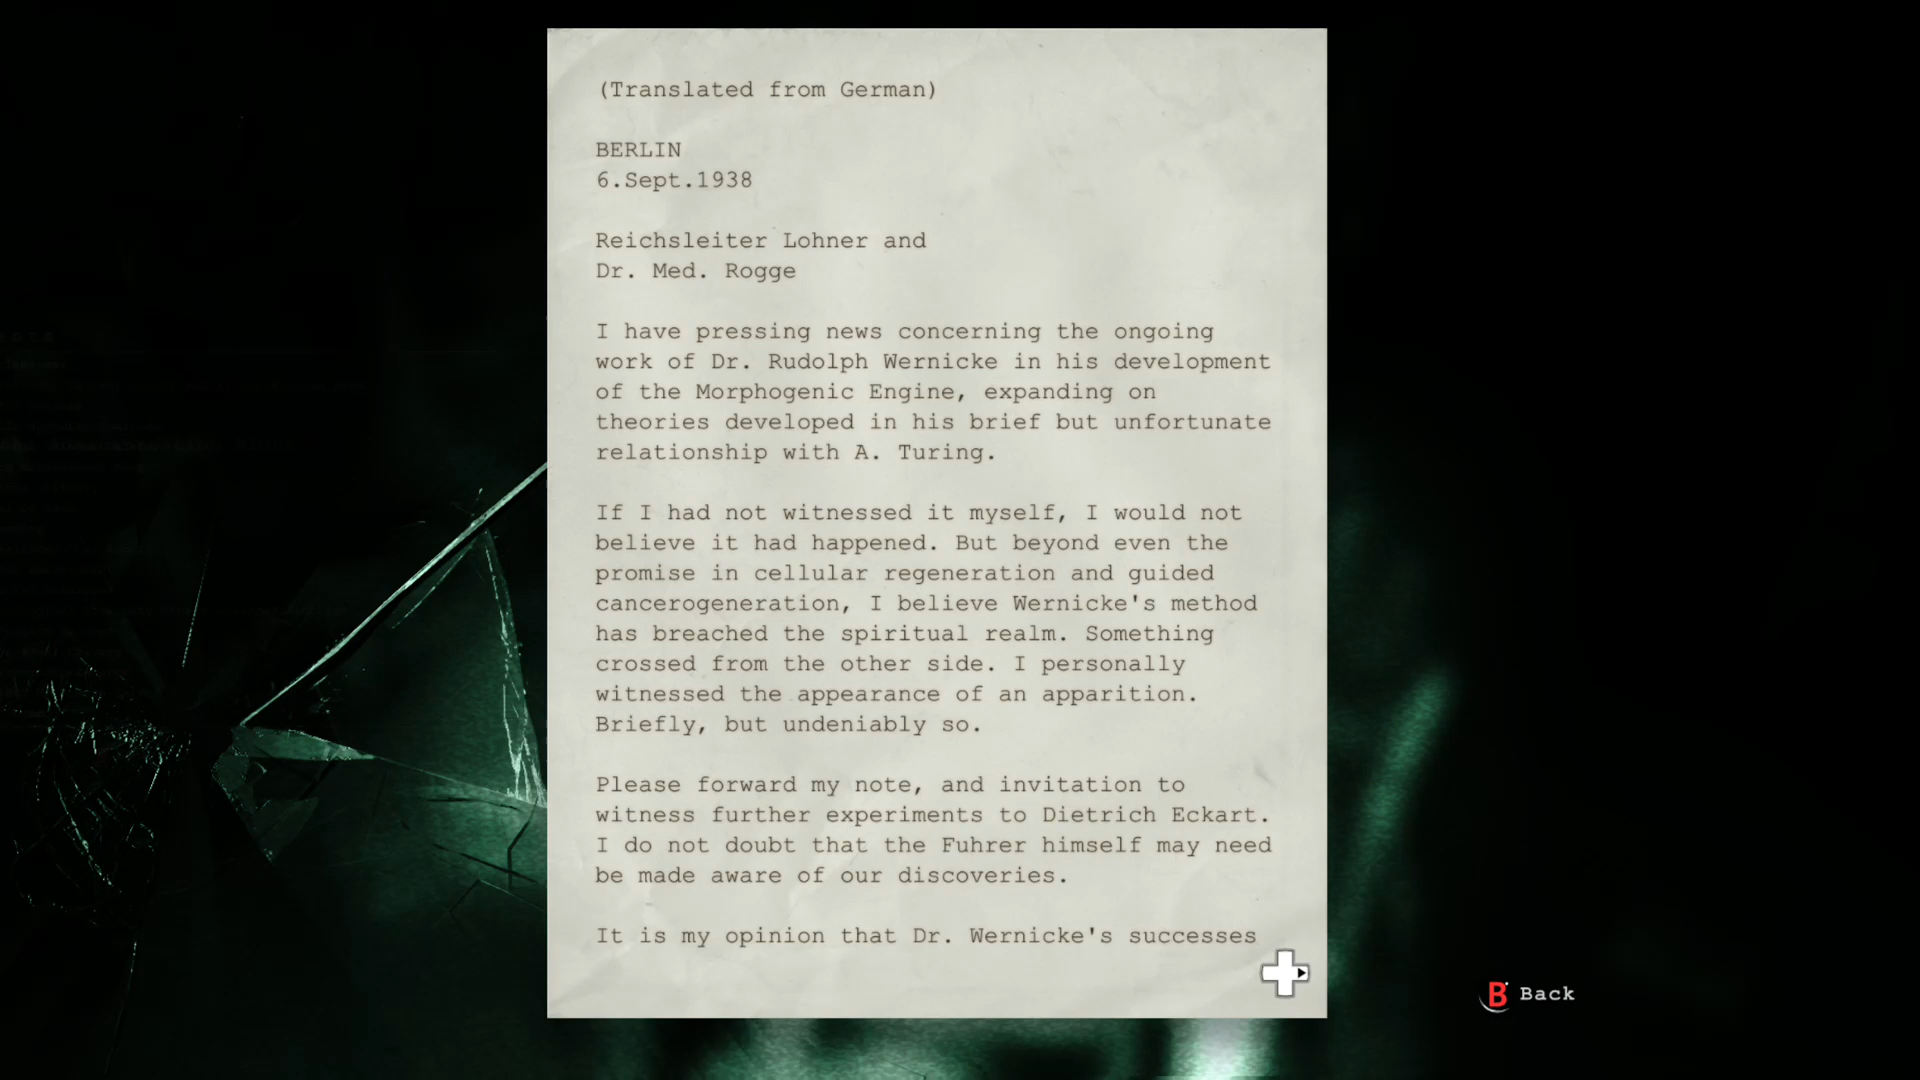 (Translated from German)
BERLIN
6.Sept.1938
Reichsleiter Lohner and
Dr. Med. Rogge
I have pressing news concerning the ongoing
work of Dr. Rudolph Wernicke in his development
of the Morphogenic Engine, expanding on
theories developed in his brief but unfortunate
relationship with A. Turing.
If I had not witnessed it myself, I would not
believe it had happened. But beyond even the
promise in cellular regeneration and guided
cancerogeneration, I believe Wernicke's method
has breached the spiritual realm. Something
crossed from the other side. I personally
witnessed the appearance of an apparition.
Briefly, but undeniably so.
Please forward my note, and invitation to
witness further experiments to Dietrich Eckart.
I do not doubt that the Fuhrer himself may need
be made aware of our discoveries.
It is my opinion that Dr. Wernicke's successes
B Back